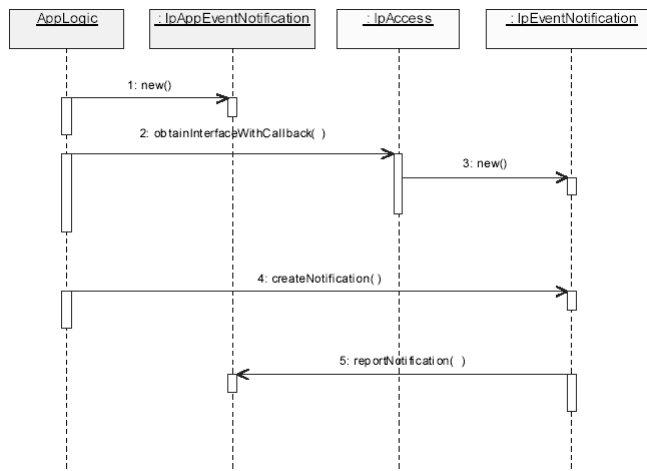 AppLogic
: IpAppEventNotification
: IpAccess
: IpEventNotification
1: new()
2: obtainInterfaceWithCallback( )
3: new()
4: createNotification( )
5: reportNotification( )